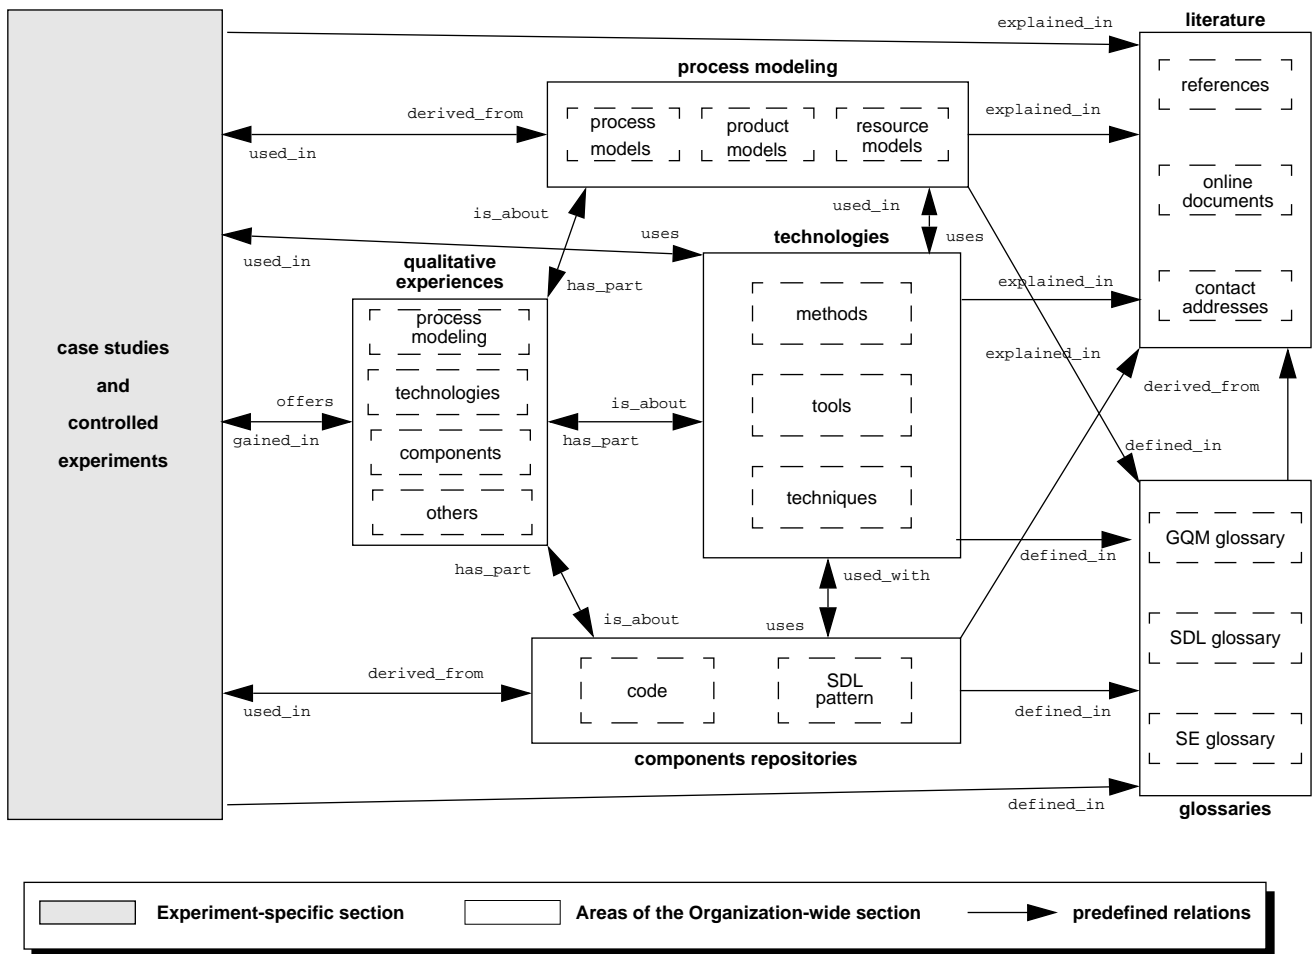 explained_in
literature
process modeling
references
derived_from
process
models
product
models
resource
models
explained_in
used_in
online
documents
is_about
used_in
uses
uses
technologies
used_in
qualitative
experiences
has_part
explained_in
contact
addresses
methods
process
modeling
case studies
and
controlled
experiments
explained_in
derived_from
technologies
offers
is_about
tools
gained_in
has_part
defined_in
components
techniques
others
GQM glossary
defined_in
has_part
used_with
is_about
uses
SDL glossary
derived_from
code
SDL
pattern
used_in
defined_in
SE glossary
components repositories
defined_in
glossaries
Experiment-specific section
Areas of the Organization-wide section
predefined relations